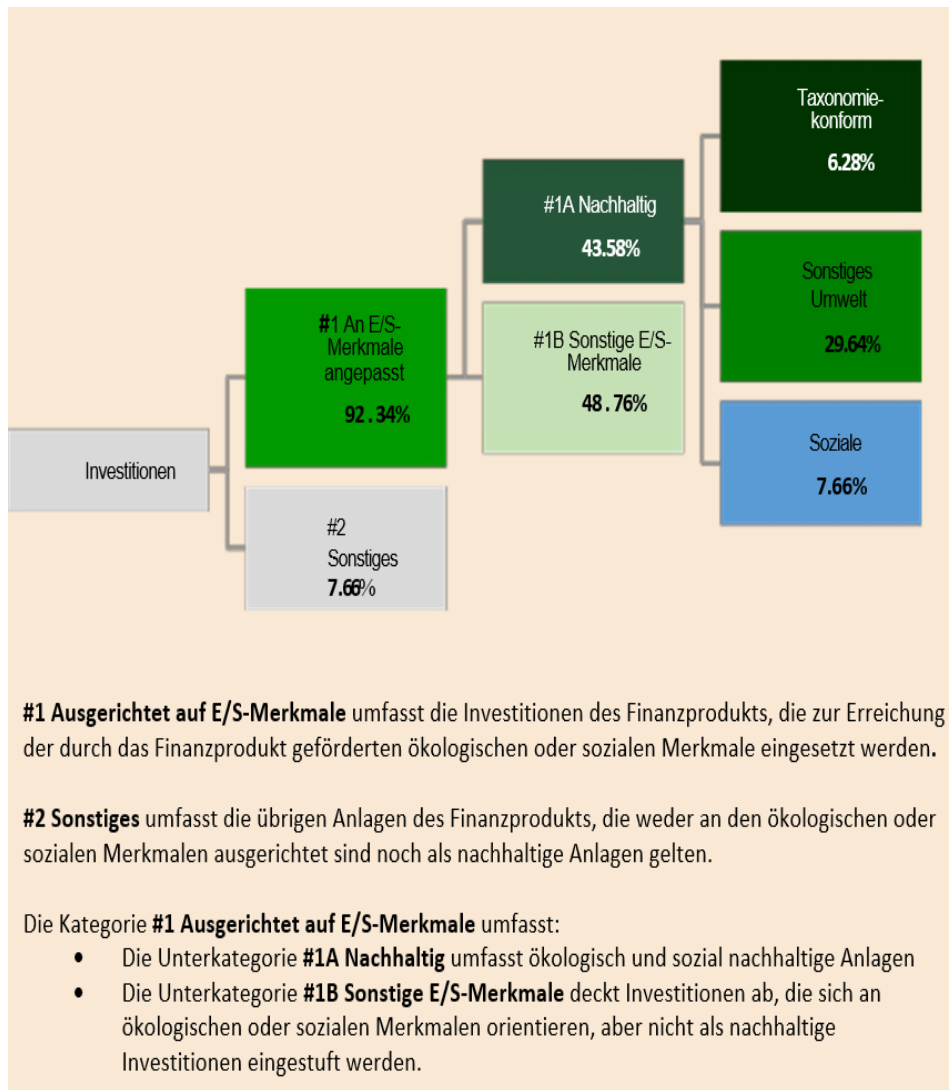 Investitionen
#1 An E/S-
Merkmale
angepasst
92.34%
#2
Sonstiges
7.66%
#1A Nachhaltig
43.58%
#1B Sonstige E/S-
Merkmale
48.76%
Taxonomie-
konform
6.28%
Sonstiges
Umwelt
29.64%
Soziale
7.66%
#1 Ausgerichtet auf E/S-Merkmale umfasst die Investitionen des Finanzprodukts, die zur Erreichung
der durch das Finanzprodukt geförderten ökologischen oder sozialen Merkmale eingesetzt werden.
#2 Sonstiges umfasst die übrigen Anlagen des Finanzprodukts, die weder an den ökologischen oder
sozialen Merkmalen ausgerichtet sind noch als nachhaltige Anlagen gelten.
Die Kategorie #1 Ausgerichtet auf E/S-Merkmale umfasst:
• Die Unterkategorie #1A Nachhaltig umfasst ökologisch und sozial nachhaltige Anlagen
• Die Unterkategorie #1B Sonstige E/S-Merkmale deckt Investitionen ab, die sich an
ökologischen oder sozialen Merkmalen orientieren, aber nicht als nachhaltige
Investitionen eingestuft werden.